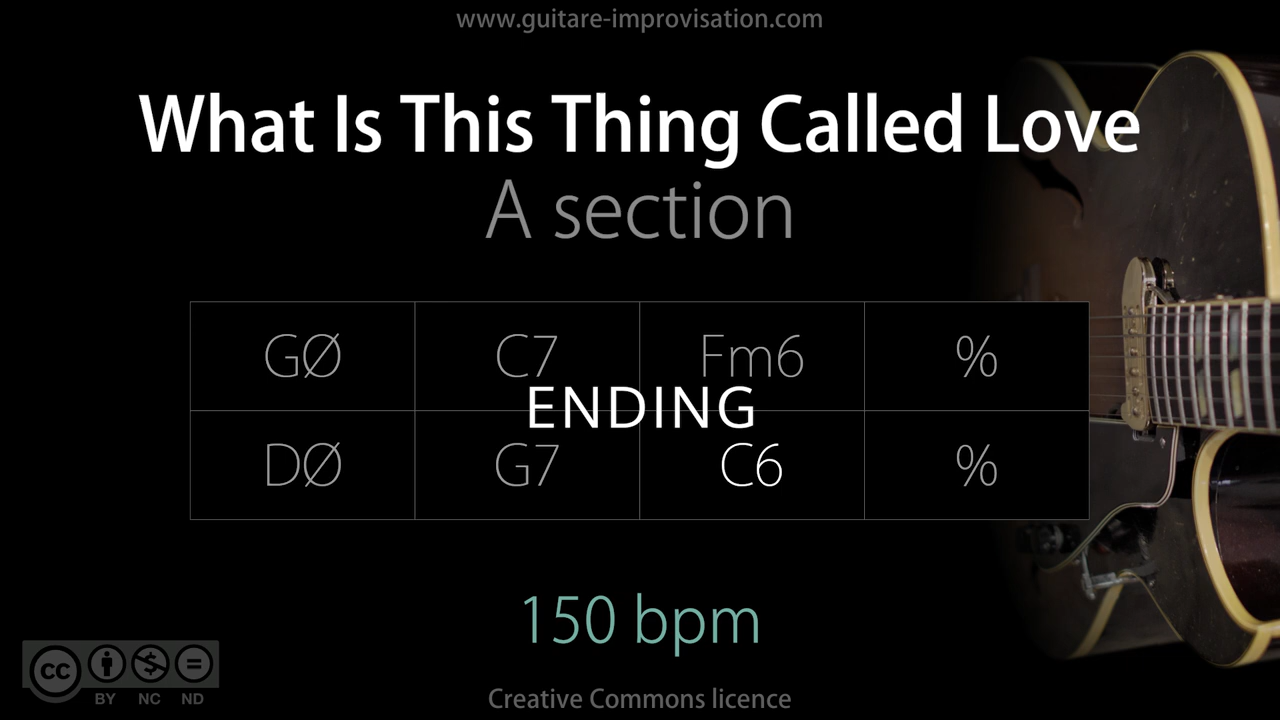 www.guitare-improvisation.com
What Is This Thing Called Love
A section
GØ C7 Fm6 %
ENDING
DØ G7 C6 %
150 bpm
cc
BY NC ND
Creative Commons licence